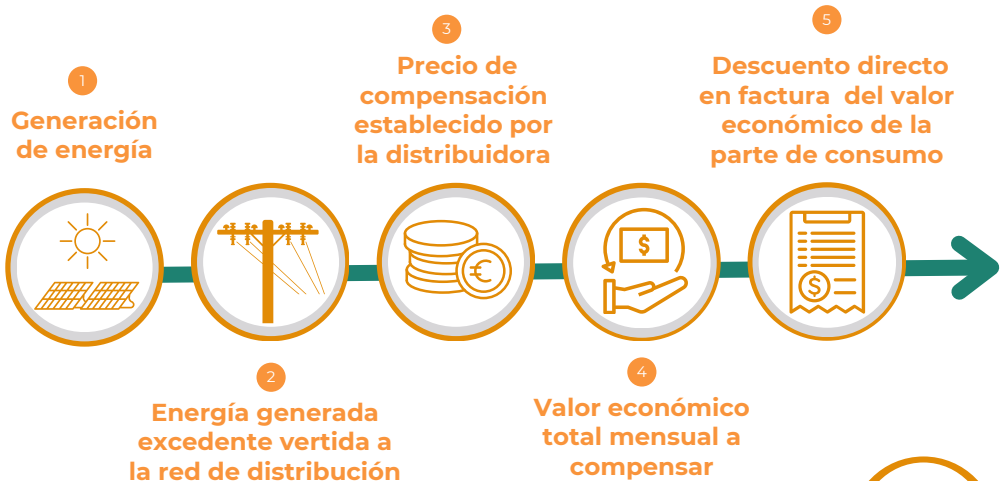 1
Generación
de energía
2
Energía generada
excedente vertida a
la red de distribución
3
Precio de
compensación
establecido por
la distribuidora
€
4
Valor económico
total mensual a
compensar
$
5
Descuento directo
en factura del valor
económico de la
parte de consumo
$